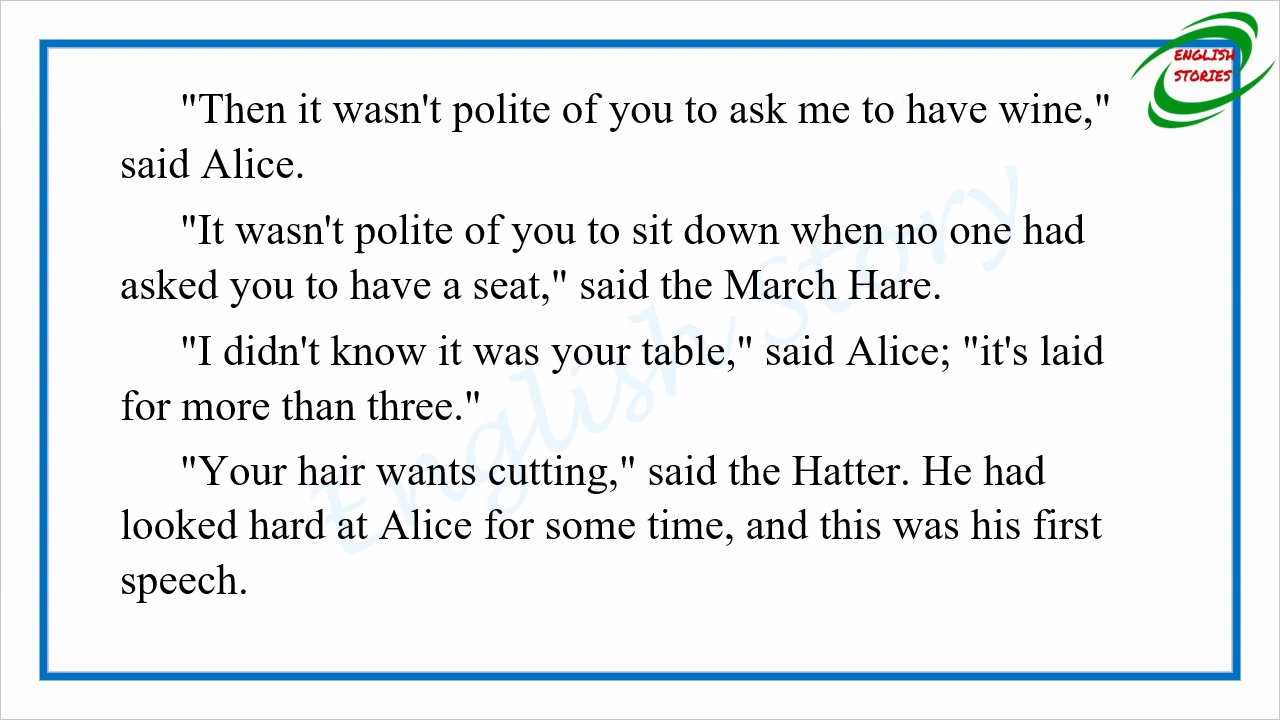 ENGLISH
STORIES
"Then it wasn't polite of you to ask me to have wine,"
said Alice.
"It wasn't polite of you to sit down when no one had
asked you to have a seat," said the March Hare.
"I didn't know it was your table," said Alice; "it's laid
for more than three."
"Your hair wants cutting," said the Hatter. He had
looked hard at Alice for some time, and this was his first
speech.
English Story